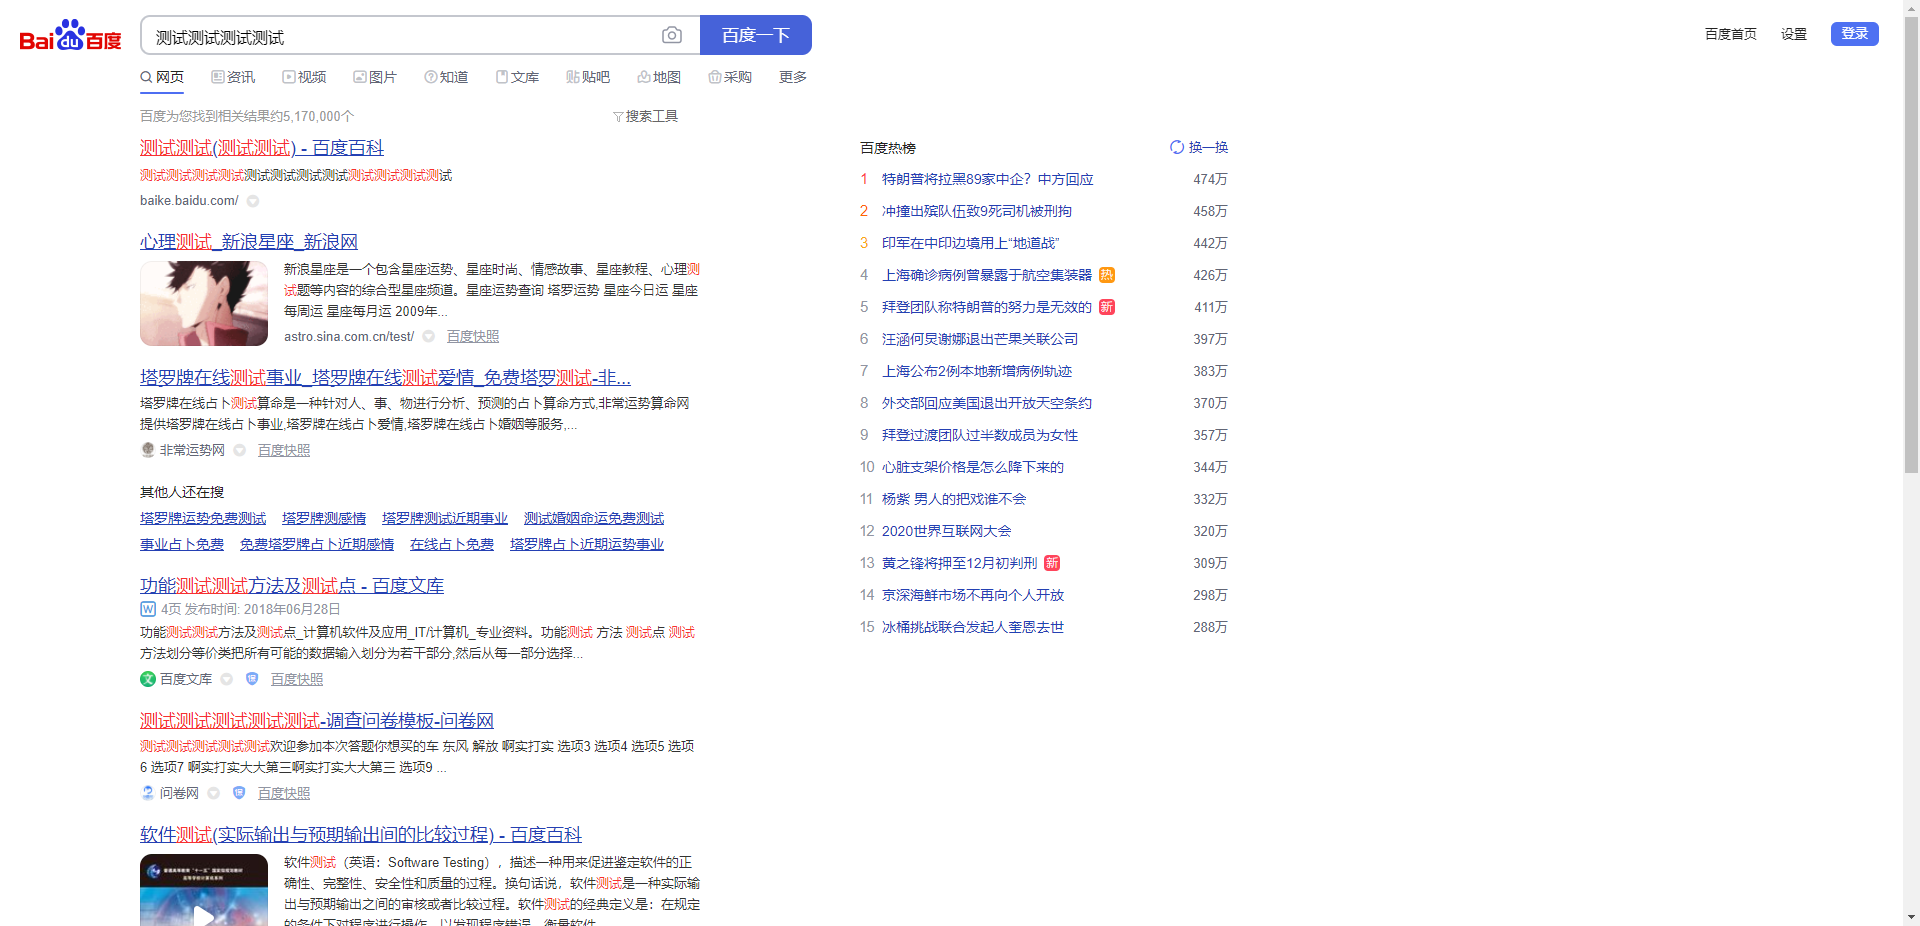 Bai du 百度
测试测试测试测试
百度一下
百度首页 设置 登录
网页 资讯 视频 图片 知道 文库 贴吧 地图 采购 更多
百度为您找到相关结果约5,170,000个
搜索工具
测试测试(测试测试) - 百度百科
测试测试测试测试测试测试测试测试测试测试测试测试
baike.baidu.com/
心理测试_新浪星座_新浪网
新浪星座是一个包含星座运势、星座时尚、情感故事、星座教程、心理测
试题等内容的综合型星座频道。星座运势查询 塔罗运势 星座今日运 星座
每周运 星座每月运 2009年...
astro.sina.com.cn/test/ 百度快照
塔罗牌在线测试事业_塔罗牌在线测试爱情_免费塔罗测试-非...
塔罗牌在线占卜测试算命是一种针对人、事、物进行分析、预测的占卜算命方式,非常运势算命网
提供塔罗牌在线占卜事业,塔罗牌在线占卜爱情,塔罗牌在线占卜婚姻等服务,...
非常运势网 百度快照
其他人还在搜
塔罗牌运势免费测试 塔罗牌测感情 塔罗牌测试近期事业 测试婚姻命运免费测试
事业占卜免费 免费塔罗牌占卜近期感情 在线占卜免费 塔罗牌占卜近期运势事业
功能测试测试方法及测试点 - 百度文库
W 4页 发布时间: 2018年06月28日
功能测试测试方法及测试点_计算机软件及应用_IT/计算机_专业资料。功能测试 方法 测试点 测试
方法划分等价类把所有可能的数据输入划分为若干部分,然后从每一部分选择...
文 百度文库 保 百度快照
测试测试测试测试测试-调查问卷模板-问卷网
测试测试测试测试测试欢迎参加本次答题你想买的车 东风 解放 啊实打实 选项3 选项4 选项5 选项
6 选项7 啊实打实大大第三啊实打实大大第三 选项9 ...
问卷网 保 百度快照
软件测试(实际输出与预期输出间的比较过程) - 百度百科
软件测试（英语：Software Testing），描述一种用来促进鉴定软件的正
确性、完整性、安全性和质量的过程。换句话说，软件测试是一种实际输
出与预期输出之间的审核或者比较过程。软件测试的经典定义是：在规定
的条件下对程序进行操作，以发现程序错误，衡量软件
百度热榜 换一换
1 特朗普将拉黑89家中企？中方回应 474万
2 冲撞出殡队伍致9死司机被刑拘 458万
3 印军在中印边境用上“地道战” 442万
4 上海确诊病例曾暴露于航空集装器 热 426万
5 拜登团队称特朗普的努力是无效的 新 411万
6 汪涵何炅谢娜退出芒果关联公司 397万
7 上海公布2例本地新增病例轨迹 383万
8 外交部回应美国退出开放天空条约 370万
9 拜登过渡团队过半数成员为女性 357万
10 心脏支架价格是怎么降下来的 344万
11 杨紫 男人的把戏谁不会 332万
12 2020世界互联网大会 320万
13 黄之锋将押至12月初判刑 新 309万
14 京深海鲜市场不再向个人开放 298万
15 冰桶挑战联合发起人奎恩去世 288万